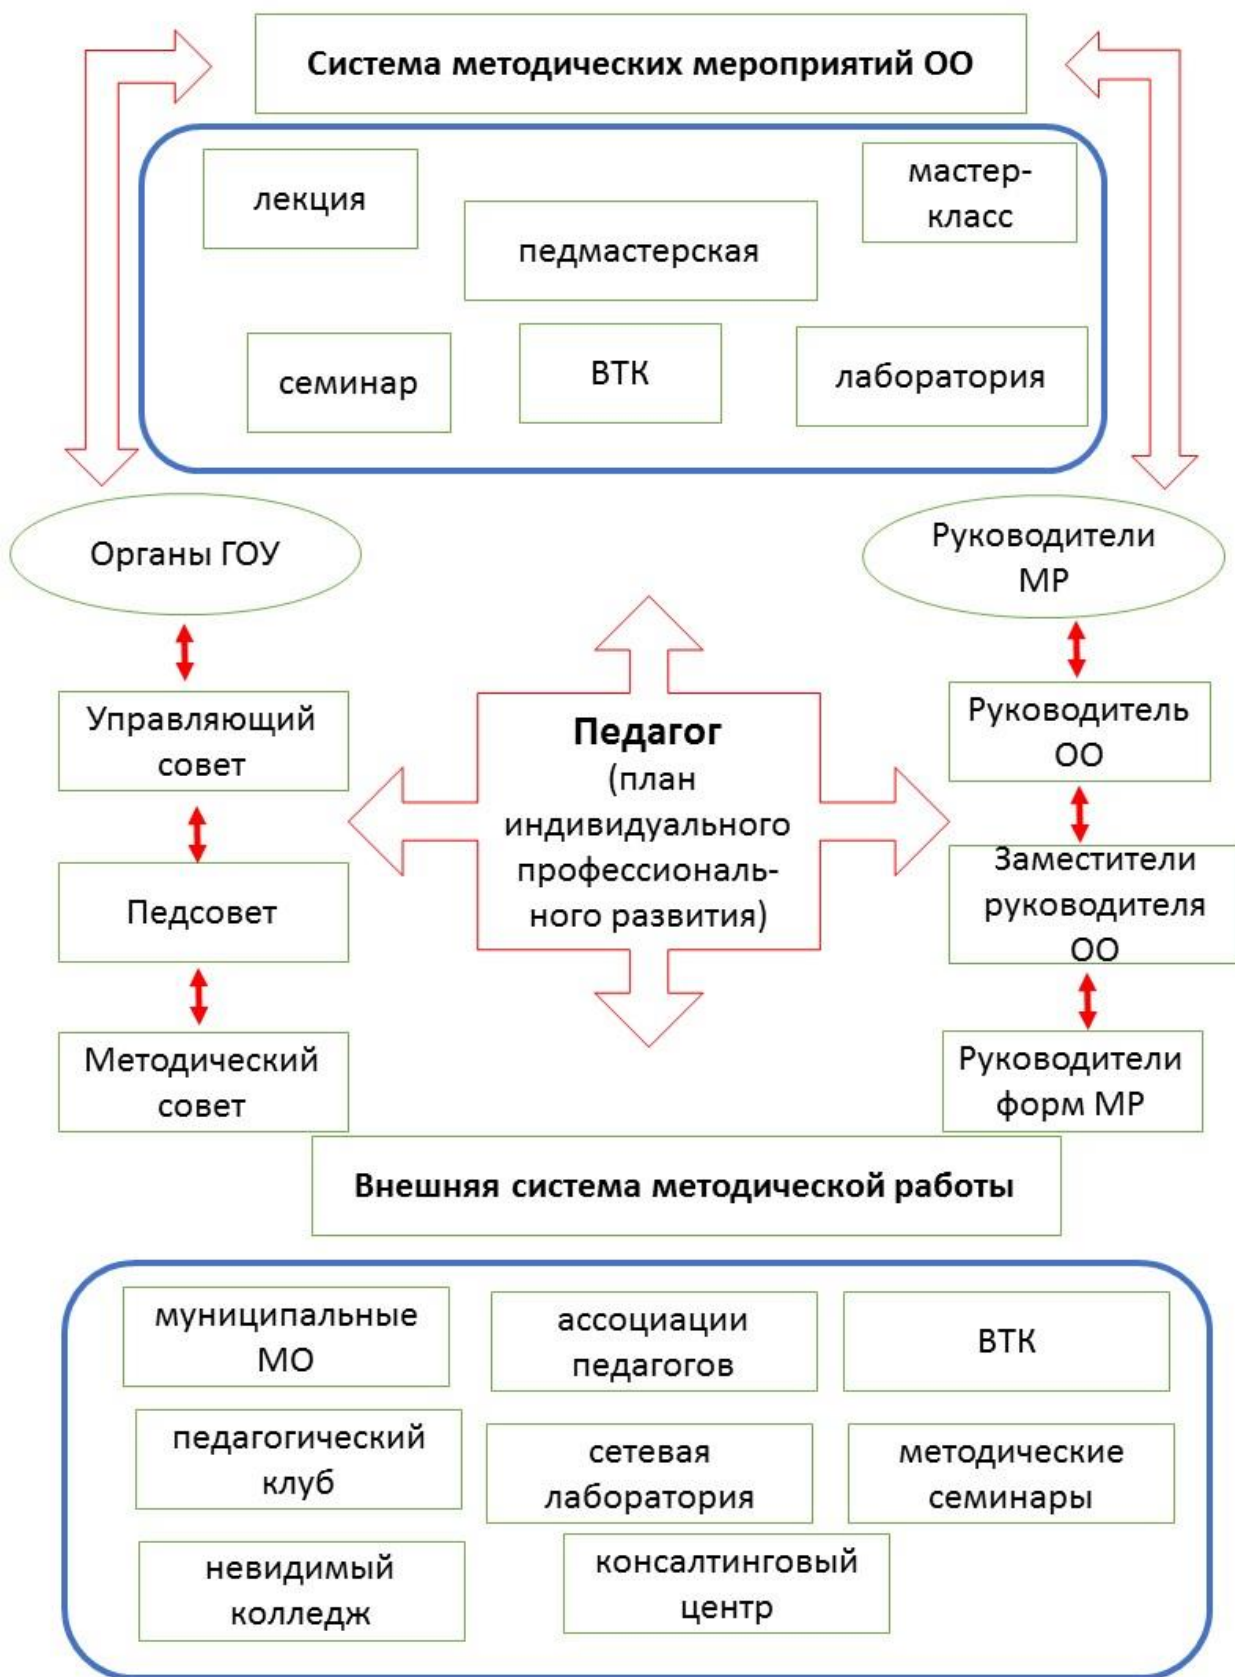 Система методических мероприятий ОО
лекция
мастер-
класс
педмастерская
семинар
ВТК
лаборатория
Органы ГОУ
Руководители
МР
Управляющий
совет
Педсовет
Методический
совет
Педагог
(план
индивидуального
профессиональ-
ного развития)
Руководитель
ОО
Заместители
руководителя
ОО
Руководители
форм МР
Внешняя система методической работы
муниципальные
МО
ассоциации
педагогов
ВТК
педагогический
клуб
сетевая
лаборатория
методические
семинары
невидимый
колледж
консалтинговый
центр